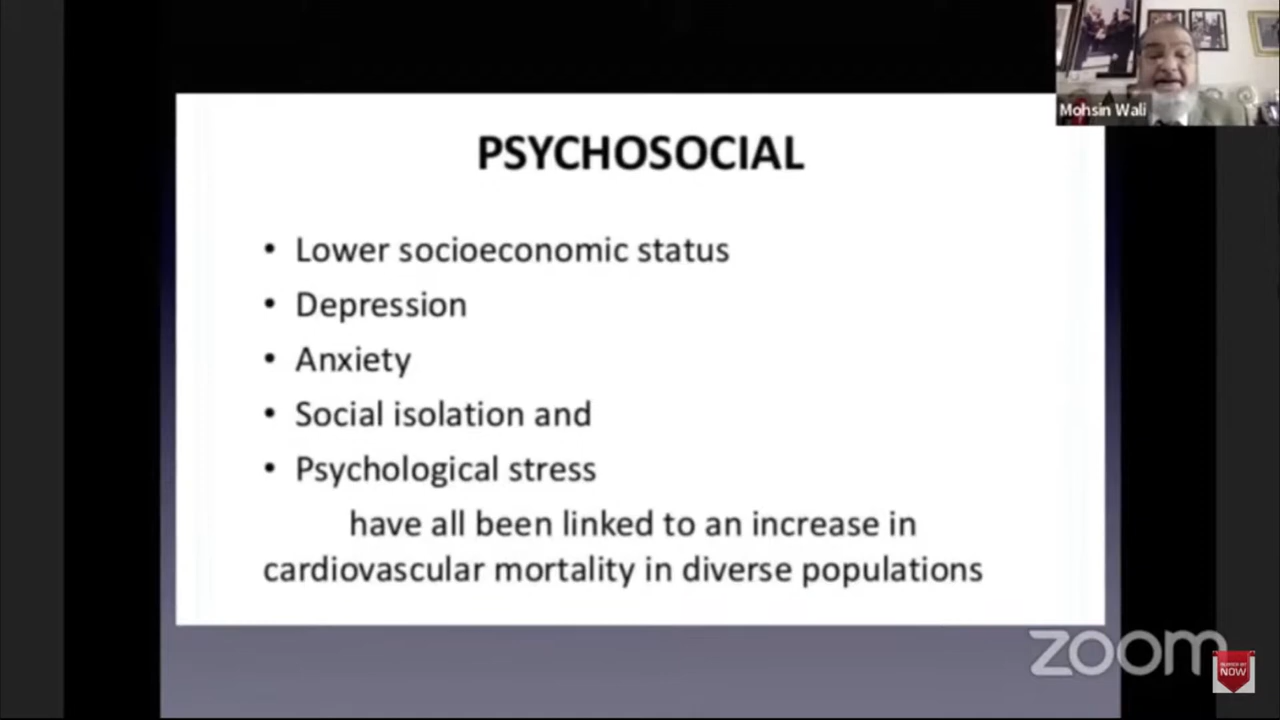 Mohsin Wali
PSYCHOSOCIAL
• Lower socioeconomic status
• Depression
• Anxiety
• Social isolation and
• Psychological stress
have all been linked to an increase in
cardiovascular mortality in diverse populations
zoom
NOW